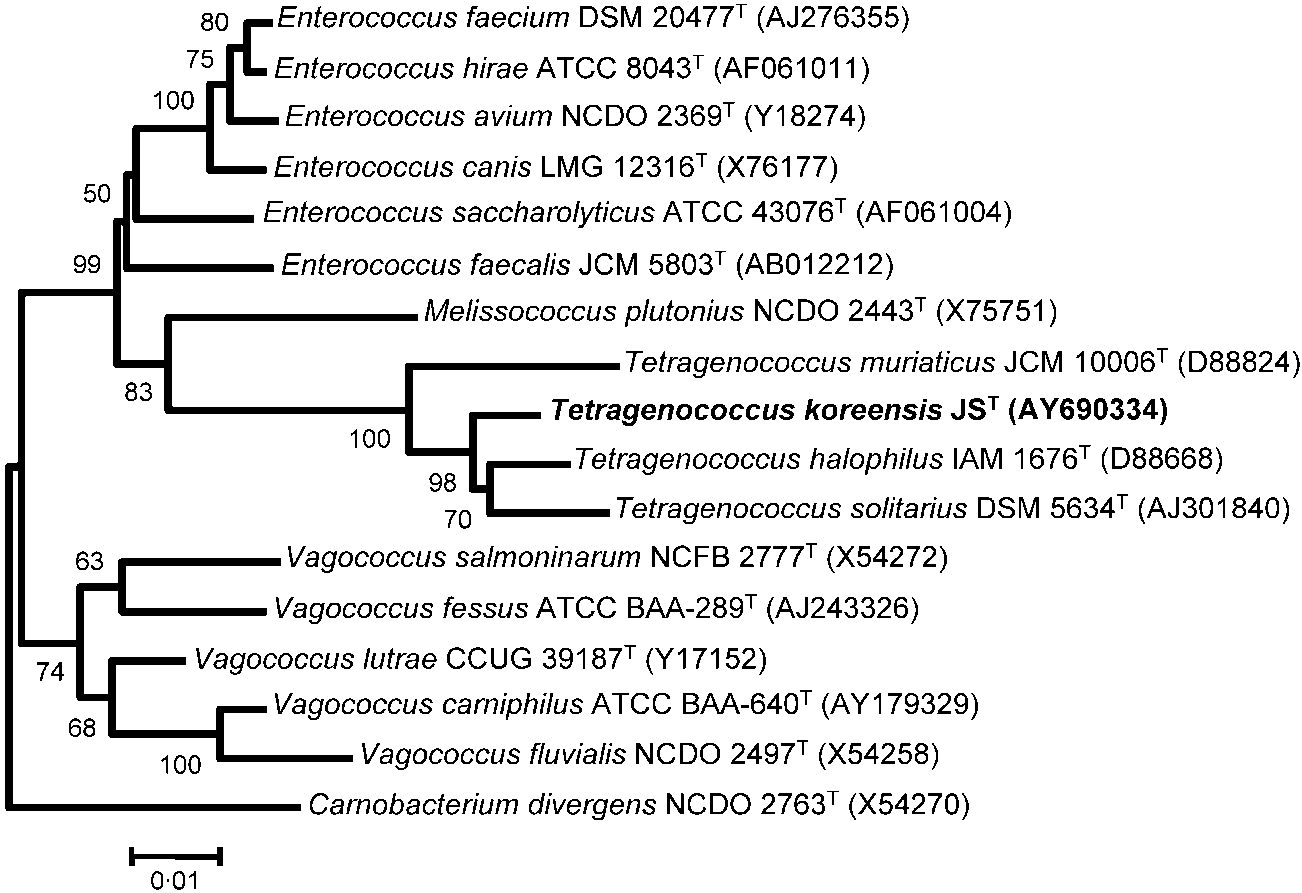 80
Enterococcus faecium DSM 20477ᵀ (AJ276355)
75
Enterococcus hirae ATCC 8043ᵀ (AF061011)
100
Enterococcus avium NCDO 2369ᵀ (Y18274)
Enterococcus canis LMG 12316ᵀ (X76177)
50
Enterococcus saccharolyticus ATCC 43076ᵀ (AF061004)
99
Enterococcus faecalis JCM 5803ᵀ (AB012212)
Melissococcus plutonius NCDO 2443ᵀ (X75751)
Tetragenococcus muriaticus JCM 10006ᵀ (D88824)
83
Tetragenococcus koreensis JSᵀ (AY690334)
100
Tetragenococcus halophilus IAM 1676ᵀ (D88668)
98
Tetragenococcus solitarius DSM 5634ᵀ (AJ301840)
70
63
Vagococcus salmoninarum NCFB 2777ᵀ (X54272)
Vagococcus fessus ATCC BAA-289ᵀ (AJ243326)
74
Vagococcus lutrae CCUG 39187ᵀ (Y17152)
Vagococcus carniphilus ATCC BAA-640ᵀ (AY179329)
68
Vagococcus fluvialis NCDO 2497ᵀ (X54258)
100
Carnobacterium divergens NCDO 2763ᵀ (X54270)
0·01